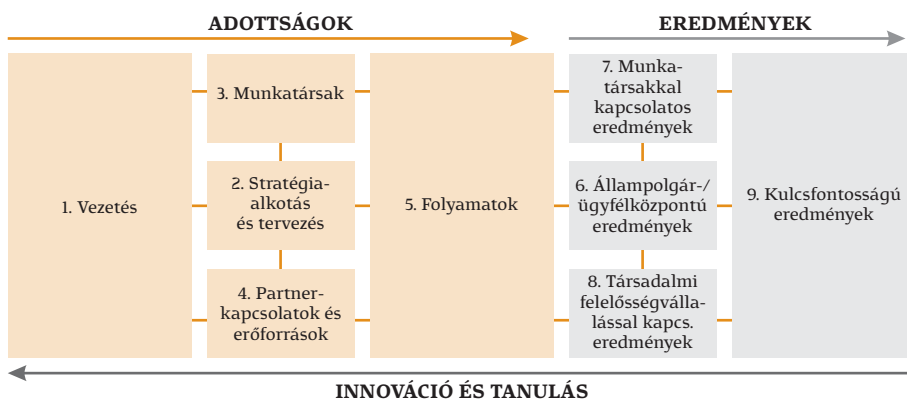 ADOTTSÁGOK
EREDMÉNYEK
1. Vezetés
3. Munkatársak
2. Stratégia-
alkotás
és tervezés
4. Partner-
kapcsolatok és
erőforrások
5. Folyamatok
7. Munka-
társakkal
kapcsolatos
eredmények
6. Állampolgár-/
ügyfélközpontú
eredmények
8. Társadalmi
felelősségválla-
lással kapcs.
eredmények
9. Kulcsfontosságú
eredmények
INNOVÁCIÓ ÉS TANULÁS